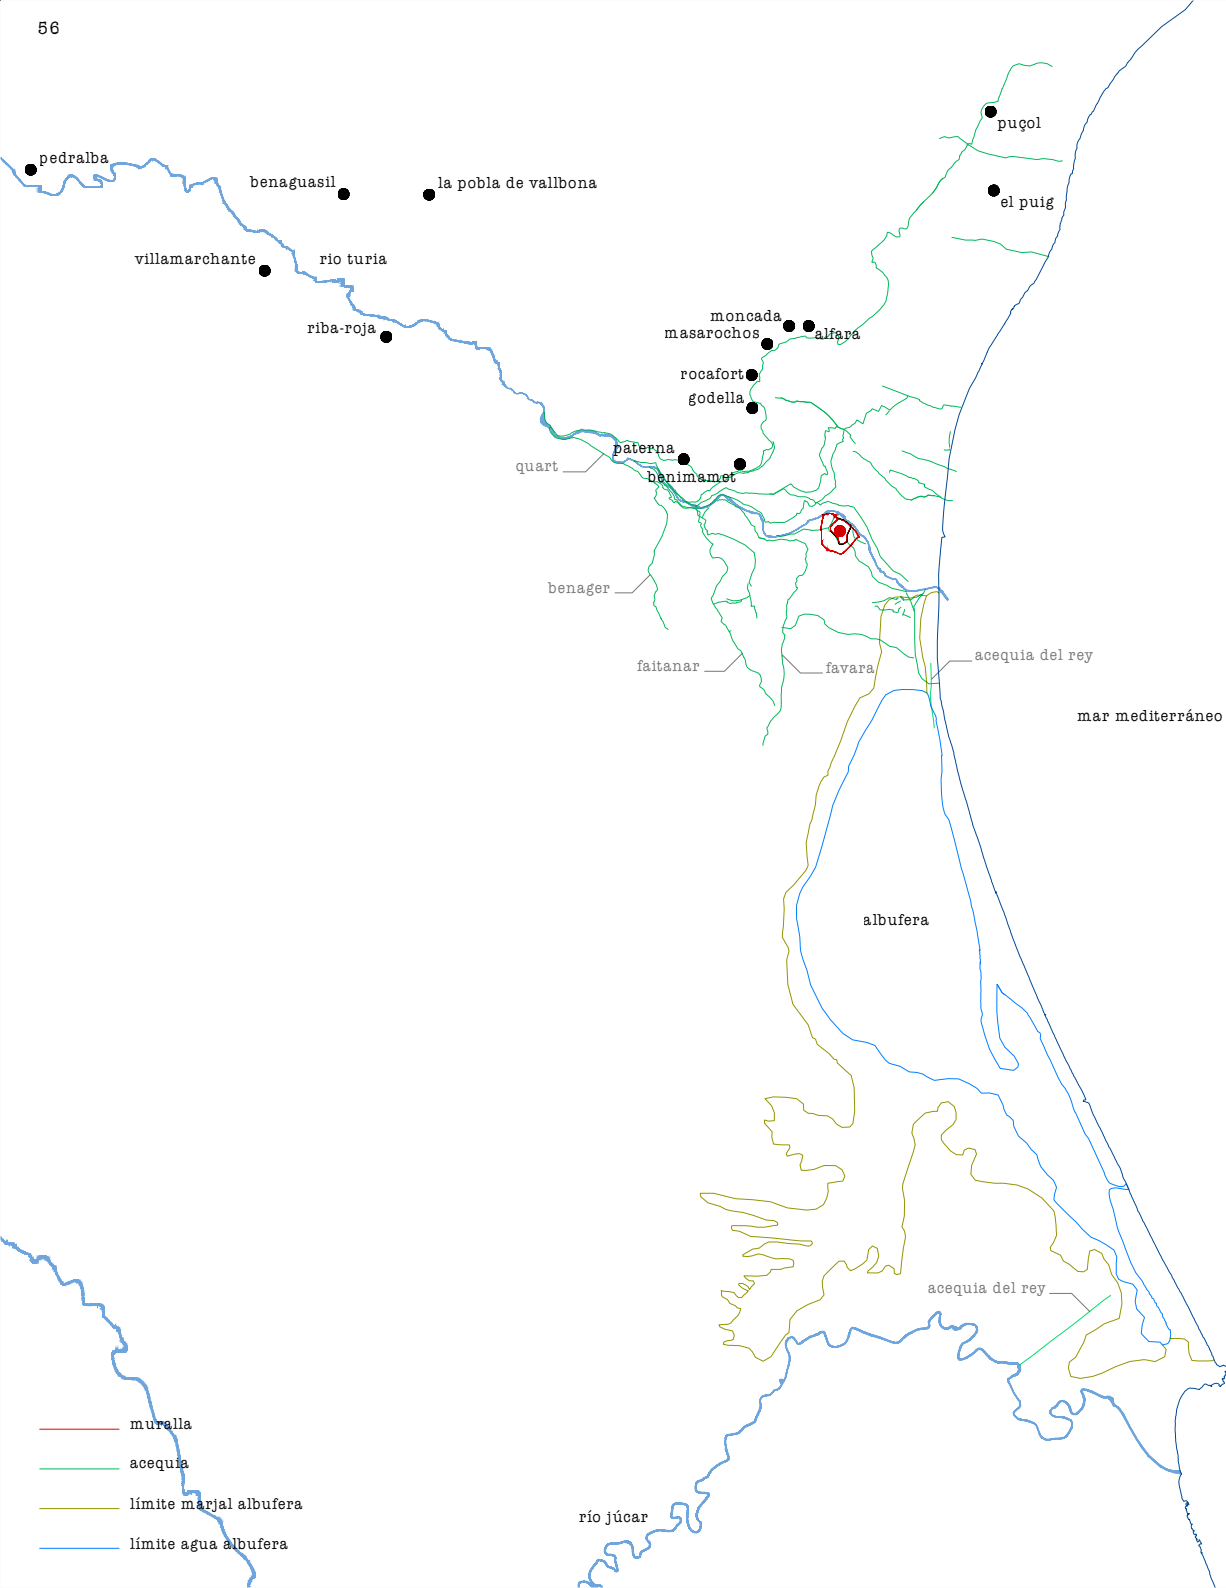 56
puçol
pedralba
benaguasil
la pobla de vallbona
el puig
villamarchante
rio turia
moncada
riba-roja
masarochos
alfara
rocafort
godella
paterna
quart
benimamet
benager
acequia del rey
faitanar
favara
mar mediterráneo
albufera
acequia del rey
muralla
acequia
límite marjal albufera
río júcar
límite agua albufera